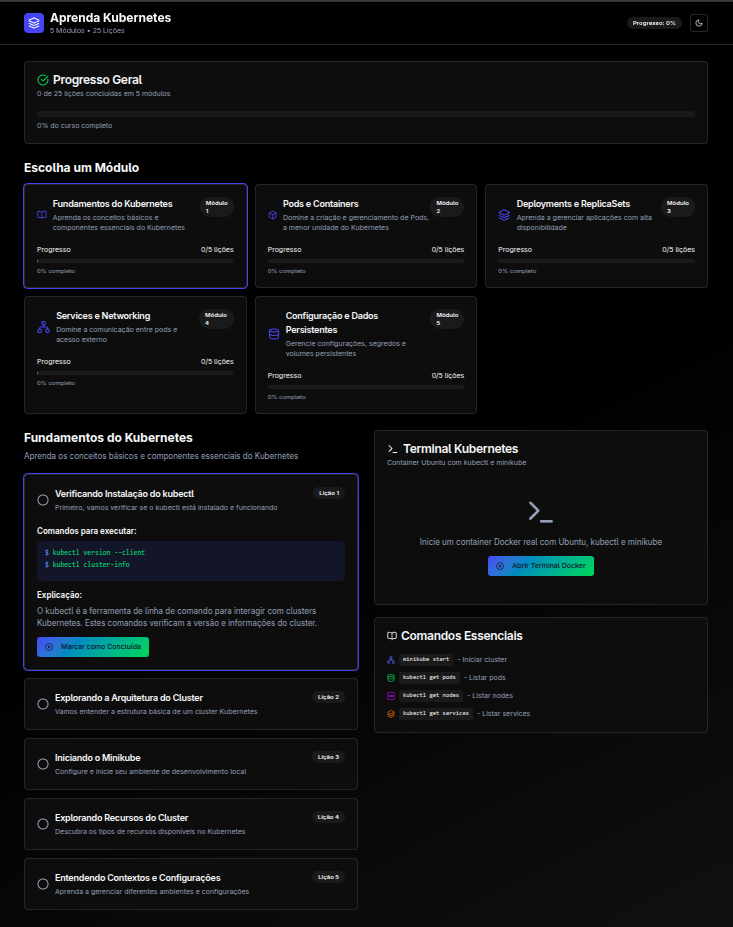 Aprenda Kubernetes
5 Módulos • 25 Lições
Progresso: 0%
Progresso Geral
0 de 25 lições concluídas em 5 módulos
0% do curso completo
Escolha um Módulo
Fundamentos do Kubernetes
Módulo
1
Aprenda os conceitos básicos e
componentes essenciais do Kubernetes
Progresso
0/5 lições
0% completo
Pods e Containers
Módulo
2
Domine a criação e gerenciamento de Pods,
a menor unidade do Kubernetes
Progresso
0/5 lições
0% completo
Deployments e ReplicaSets
Módulo
3
Aprenda a gerenciar aplicações com alta
disponibilidade
Progresso
0/5 lições
0% completo
Services e Networking
Módulo
4
Domine a comunicação entre pods e
acesso externo
Progresso
0/5 lições
0% completo
Configuração e Dados
Persistentes
Módulo
5
Gerencie configurações, segredos e
volumes persistentes
Progresso
0/5 lições
0% completo
Fundamentos do Kubernetes
Aprenda os conceitos básicos e componentes essenciais do Kubernetes
Verificando Instalação do kubectl
Lição 1
Primeiro, vamos verificar se o kubectl está instalado e funcionando
Comandos para executar:
$ kubectl version --client
$ kubectl cluster-info
Explicação:
O kubectl é a ferramenta de linha de comando para interagir com clusters
Kubernetes. Estes comandos verificam a versão e informações do cluster.
Marcar como Concluída
Explorando a Arquitetura do Cluster
Lição 2
Vamos entender a estrutura básica de um cluster Kubernetes
Iniciando o Minikube
Lição 3
Configure e inicie seu ambiente de desenvolvimento local
Explorando Recursos do Cluster
Lição 4
Descubra os tipos de recursos disponíveis no Kubernetes
Entendendo Contextos e Configurações
Lição 5
Aprenda a gerenciar diferentes ambientes e configurações
Terminal Kubernetes
Container Ubuntu com kubectl e minikube
Inicie um container Docker real com Ubuntu, kubectl e minikube
Abrir Terminal Docker
Comandos Essenciais
minikube start - Iniciar cluster
kubectl get pods - Listar pods
kubectl get nodes - Listar nodes
kubectl get services - Listar services